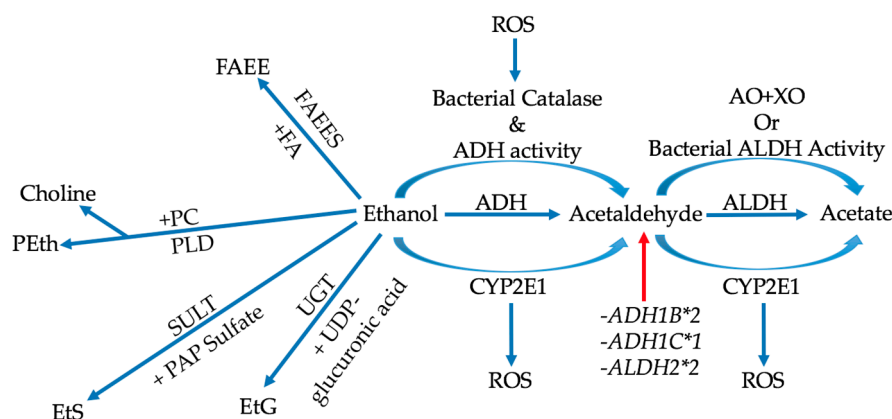 ROS
FAEE
FAEES
+FA
Bacterial Catalase
&
ADH activity
AO+XO
Or
Bacterial ALDH Activity
Choline
PEth
+PC
PLD
Ethanol
ADH
Acetaldehyde
ALDH
Acetate
SULT
+ PAP Sulfate
UGT
+ UDP-
glucuronic acid
CYP2E1
CYP2E1
-ADH1B*2
-ADH1C*1
-ALDH2*2
EtS
EtG
ROS
ROS